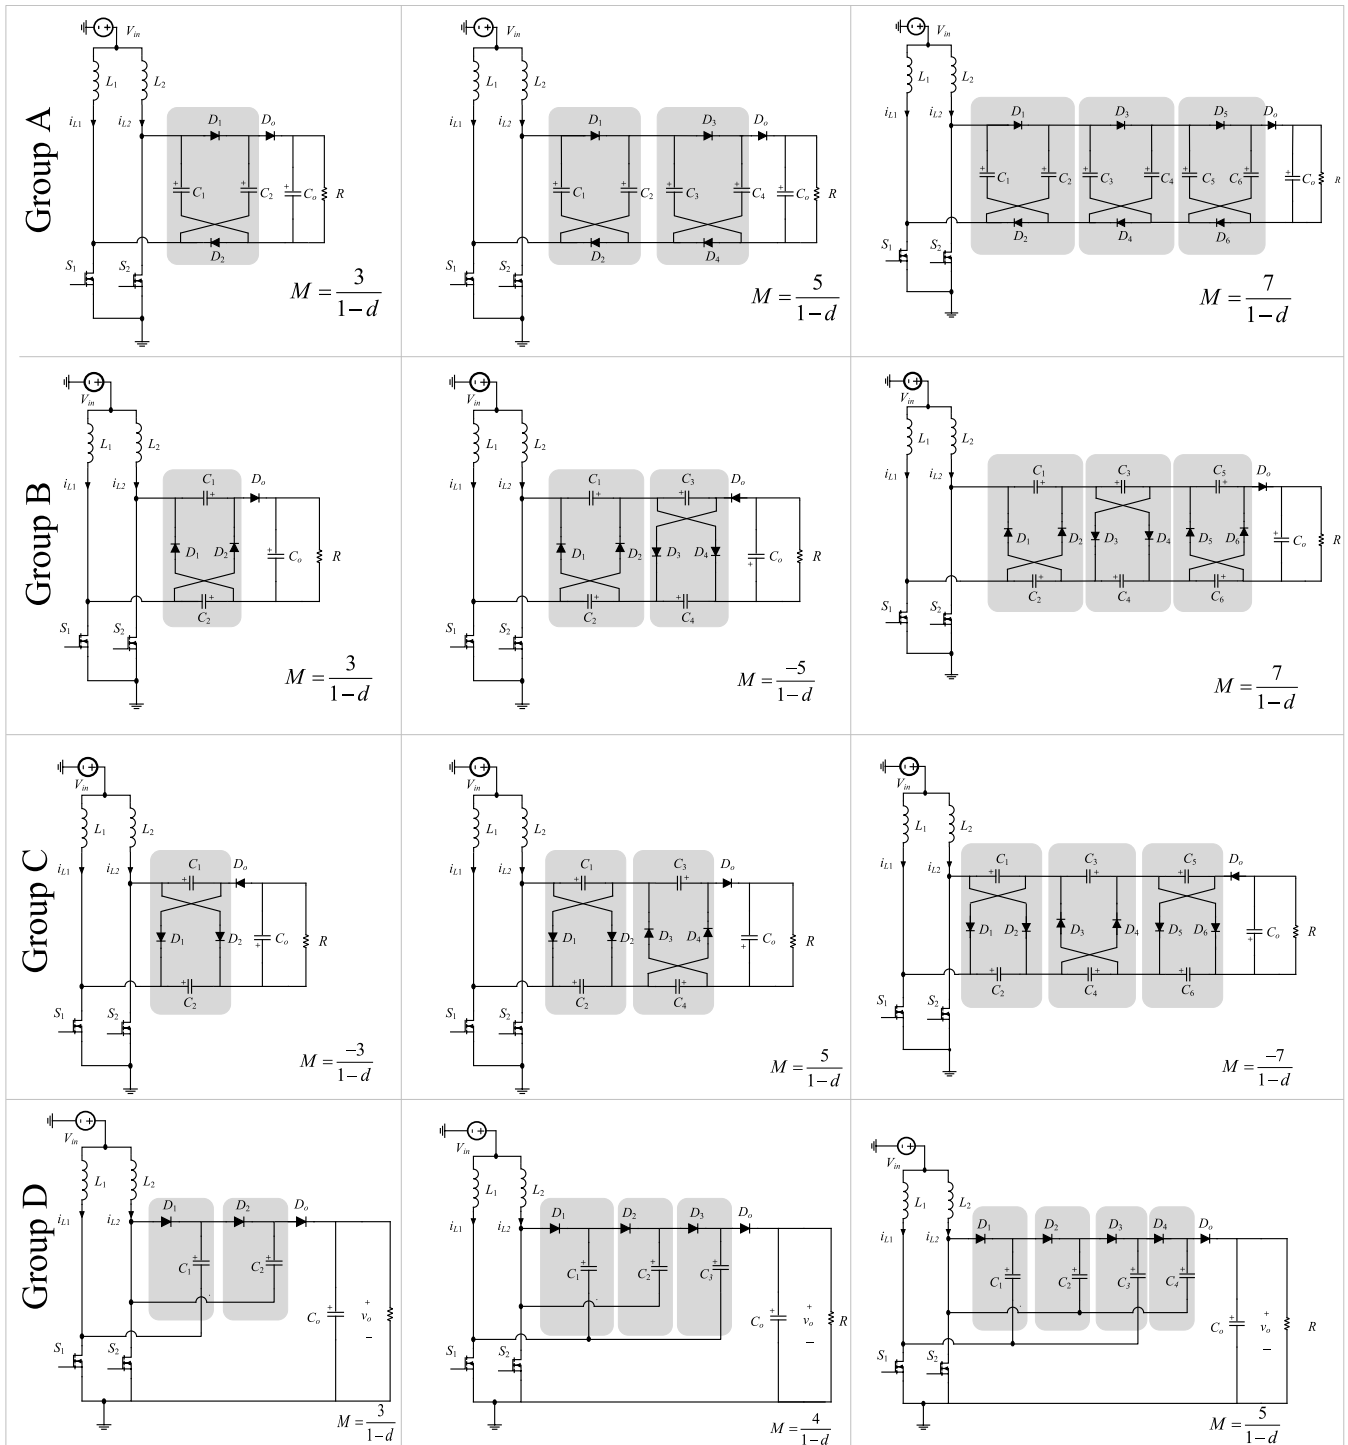 Group A
V_in
L_1
L_2
i_L1
i_L2
D_1
D_o
+
C_1
+
C_2
+
C_o
R
D_2
S_1
S_2
M = 3/(1-d)
V_in
L_1
L_2
i_L1
i_L2
D_1
D_3
D_o
+
C_1
+
C_2
+
C_3
+
C_4
+
C_o
R
D_2
D_4
S_1
S_2
M = 5/(1-d)
V_in
L_1
L_2
i_L1
i_L2
D_1
D_3
D_5
D_o
+
C_1
+
C_2
+
C_3
+
C_4
+
C_5
+
C_6
+
C_o
R
D_2
D_4
D_6
S_1
S_2
M = 7/(1-d)
Group B
V_in
L_1
L_2
i_L1
i_L2
C_1
+
D_o
D_1
D_2
+
C_o
R
+
C_2
S_1
S_2
M = 3/(1-d)
V_in
L_1
L_2
i_L1
i_L2
C_1
+
C_3
+
D_o
D_1
D_2
D_3
D_4
C_o
+
R
+
C_2
+
C_4
S_1
S_2
M = -5/(1-d)
V_in
L_1
L_2
i_L1
i_L2
C_1
+
C_3
+
C_5
+
D_o
D_1
D_2
D_3
D_4
D_5
D_6
+
C_o
R
+
C_2
+
C_4
+
C_6
S_1
S_2
M = 7/(1-d)
Group C
V_in
L_1
L_2
i_L1
i_L2
C_1
+
D_o
D_1
D_2
C_o
+
R
+
C_2
S_1
S_2
M = -3/(1-d)
V_in
L_1
L_2
i_L1
i_L2
C_1
+
C_3
+
D_o
D_1
D_2
D_3
D_4
C_o
+
R
+
C_2
+
C_4
S_1
S_2
M = 5/(1-d)
V_in
L_1
L_2
i_L1
i_L2
C_1
+
C_3
+
C_5
+
D_o
D_1
D_2
D_3
D_4
D_5
D_6
C_o
+
R
+
C_2
+
C_4
+
C_6
S_1
S_2
M = -7/(1-d)
Group D
V_in
L_1
L_2
i_L1
i_L2
D_1
D_2
D_o
+
C_1
+
C_2
+
C_o
+
v_o
−
R
S_1
S_2
M = 3/(1-d)
V_in
L_1
L_2
i_L1
i_L2
D_1
D_2
D_3
D_o
+
C_1
+
C_2
+
C_3
+
C_o
+
v_o
−
R
S_1
S_2
M = 4/(1-d)
V_in
L_1
L_2
i_L1
i_L2
D_1
D_2
D_3
D_4
D_o
+
C_1
+
C_2
+
C_3
+
C_4
+
C_o
+
v_o
−
R
S_1
S_2
M = 5/(1-d)